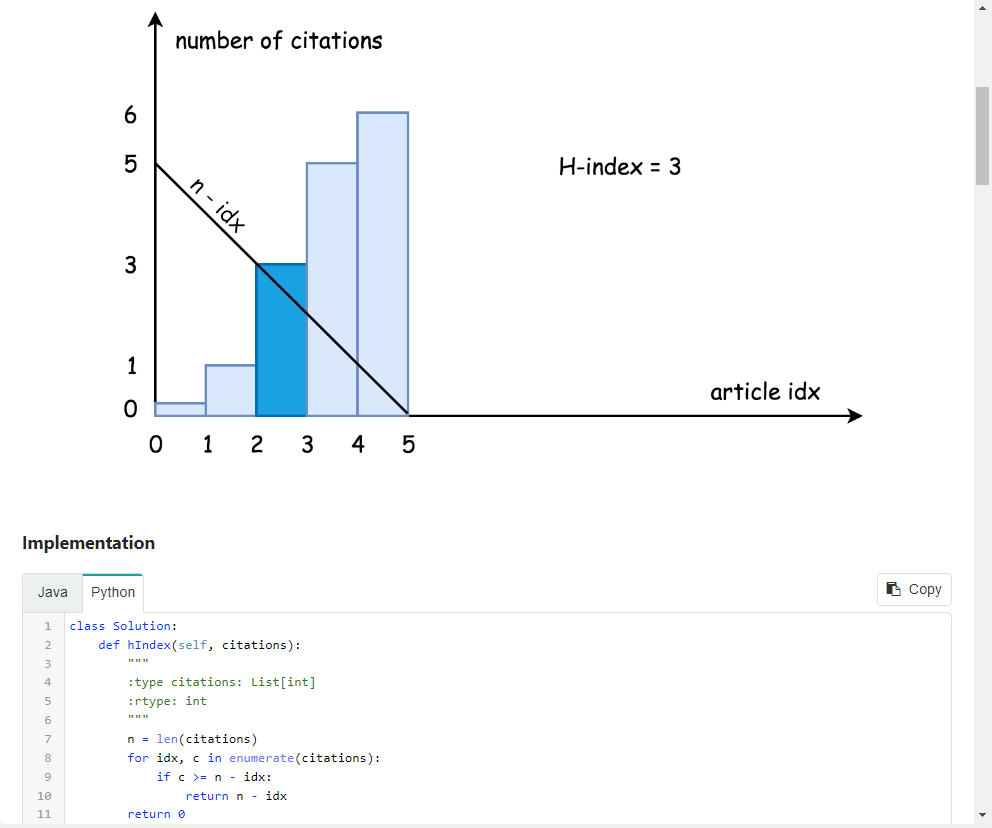 number of citations
6
5
n - idx
H-index = 3
3
1
article idx
0
0 1 2 3 4 5
Implementation
Java Python Copy
1 class Solution:
2     def hIndex(self, citations):
3         """
4         :type citations: List[int]
5         :rtype: int
6         """
7         n = len(citations)
8         for idx, c in enumerate(citations):
9             if c >= n - idx:
10                 return n - idx
11         return 0